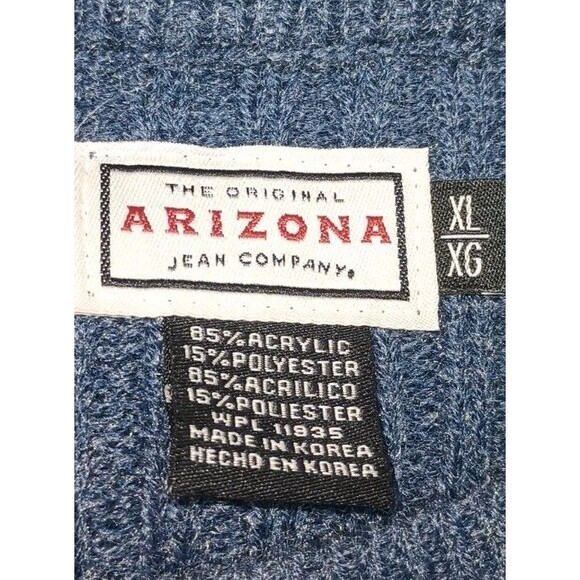 THE ORIGINAL
ARIZONA
JEAN COMPANY®
XL
XG
85% ACRYLIC
15% POLYESTER
85% ACRILICO
15% POLIESTER
WPL 11935
MADE IN KOREA
HECHO EN KOREA